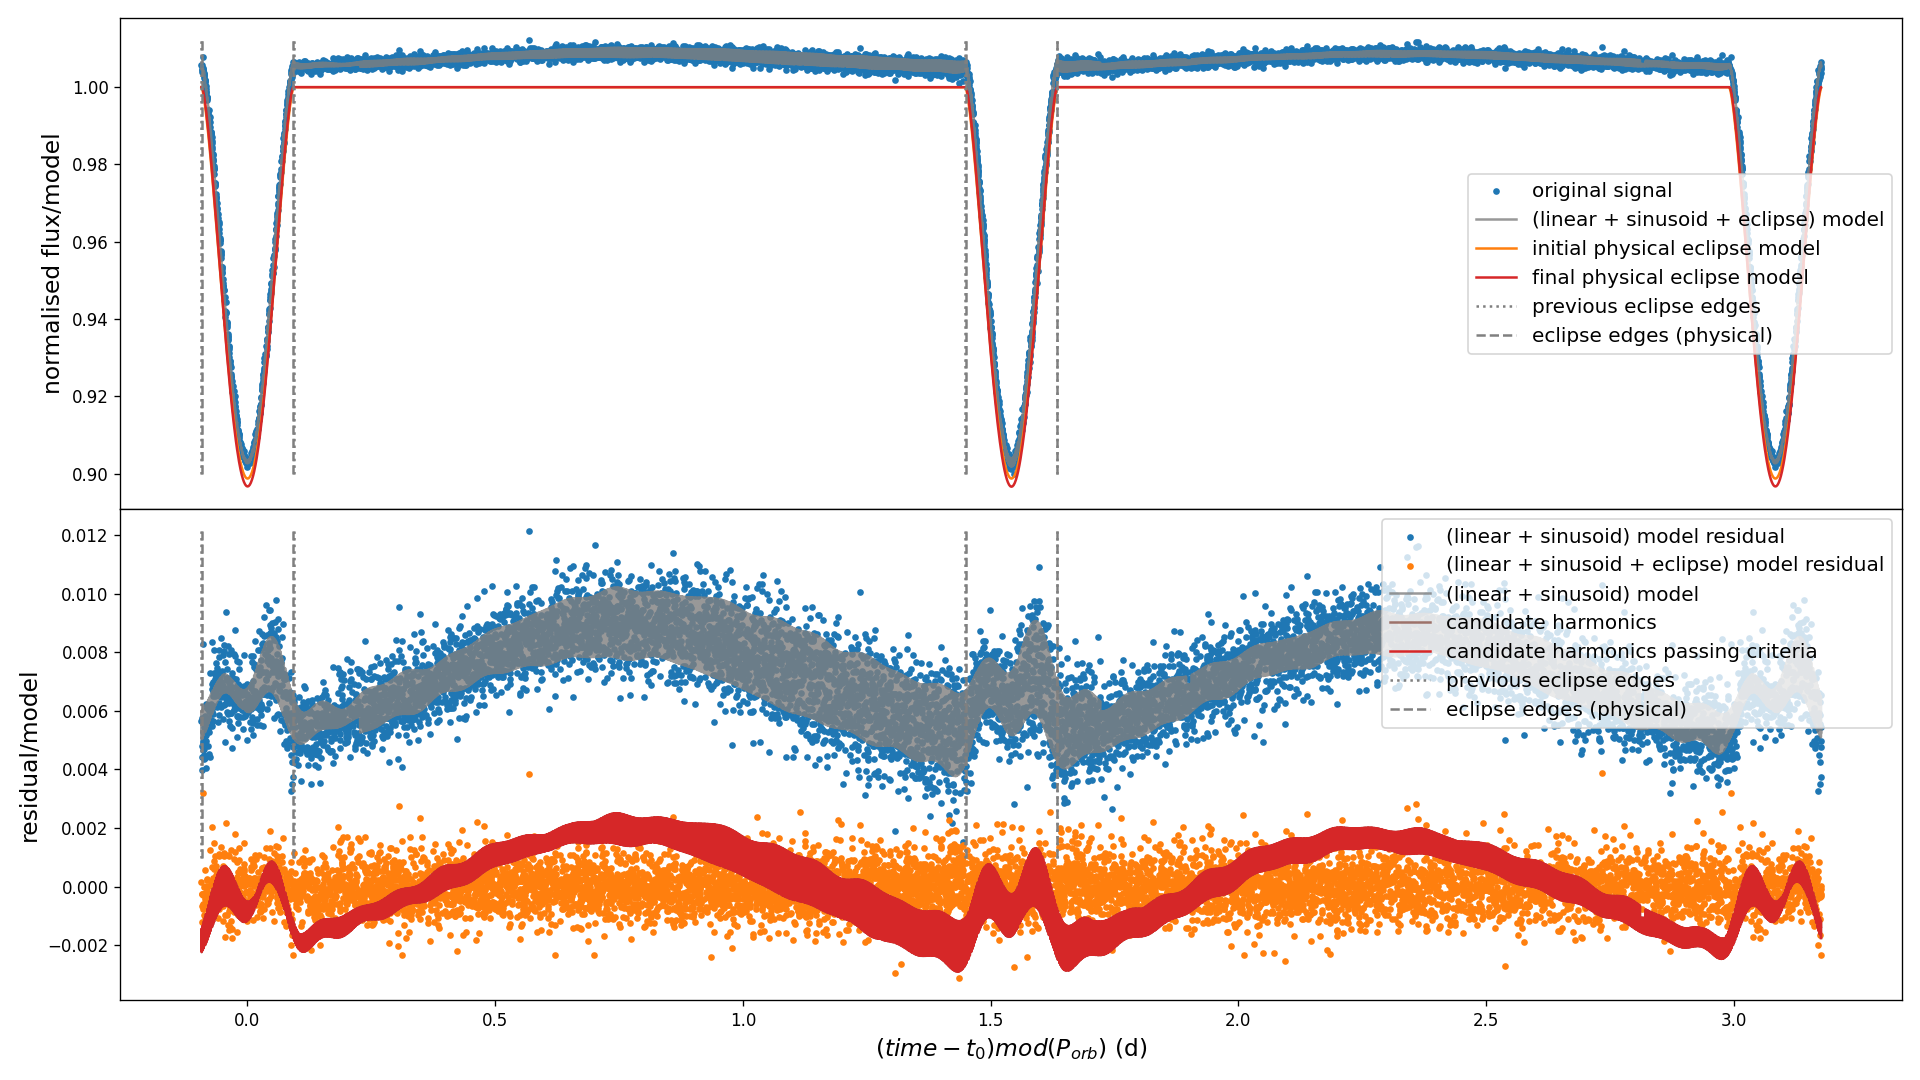 normalised flux/model
1.00
0.98
0.96
0.94
0.92
0.90
original signal
(linear + sinusoid + eclipse) model
initial physical eclipse model
final physical eclipse model
previous eclipse edges
eclipse edges (physical)
residual/model
0.012
0.010
0.008
0.006
0.004
0.002
0.000
−0.002
(linear + sinusoid) model residual
(linear + sinusoid + eclipse) model residual
(linear + sinusoid) model
candidate harmonics
candidate harmonics passing criteria
previous eclipse edges
eclipse edges (physical)
0.0 0.5 1.0 1.5 2.0 2.5 3.0
(time − t₀)mod(Pₒᵣb) (d)